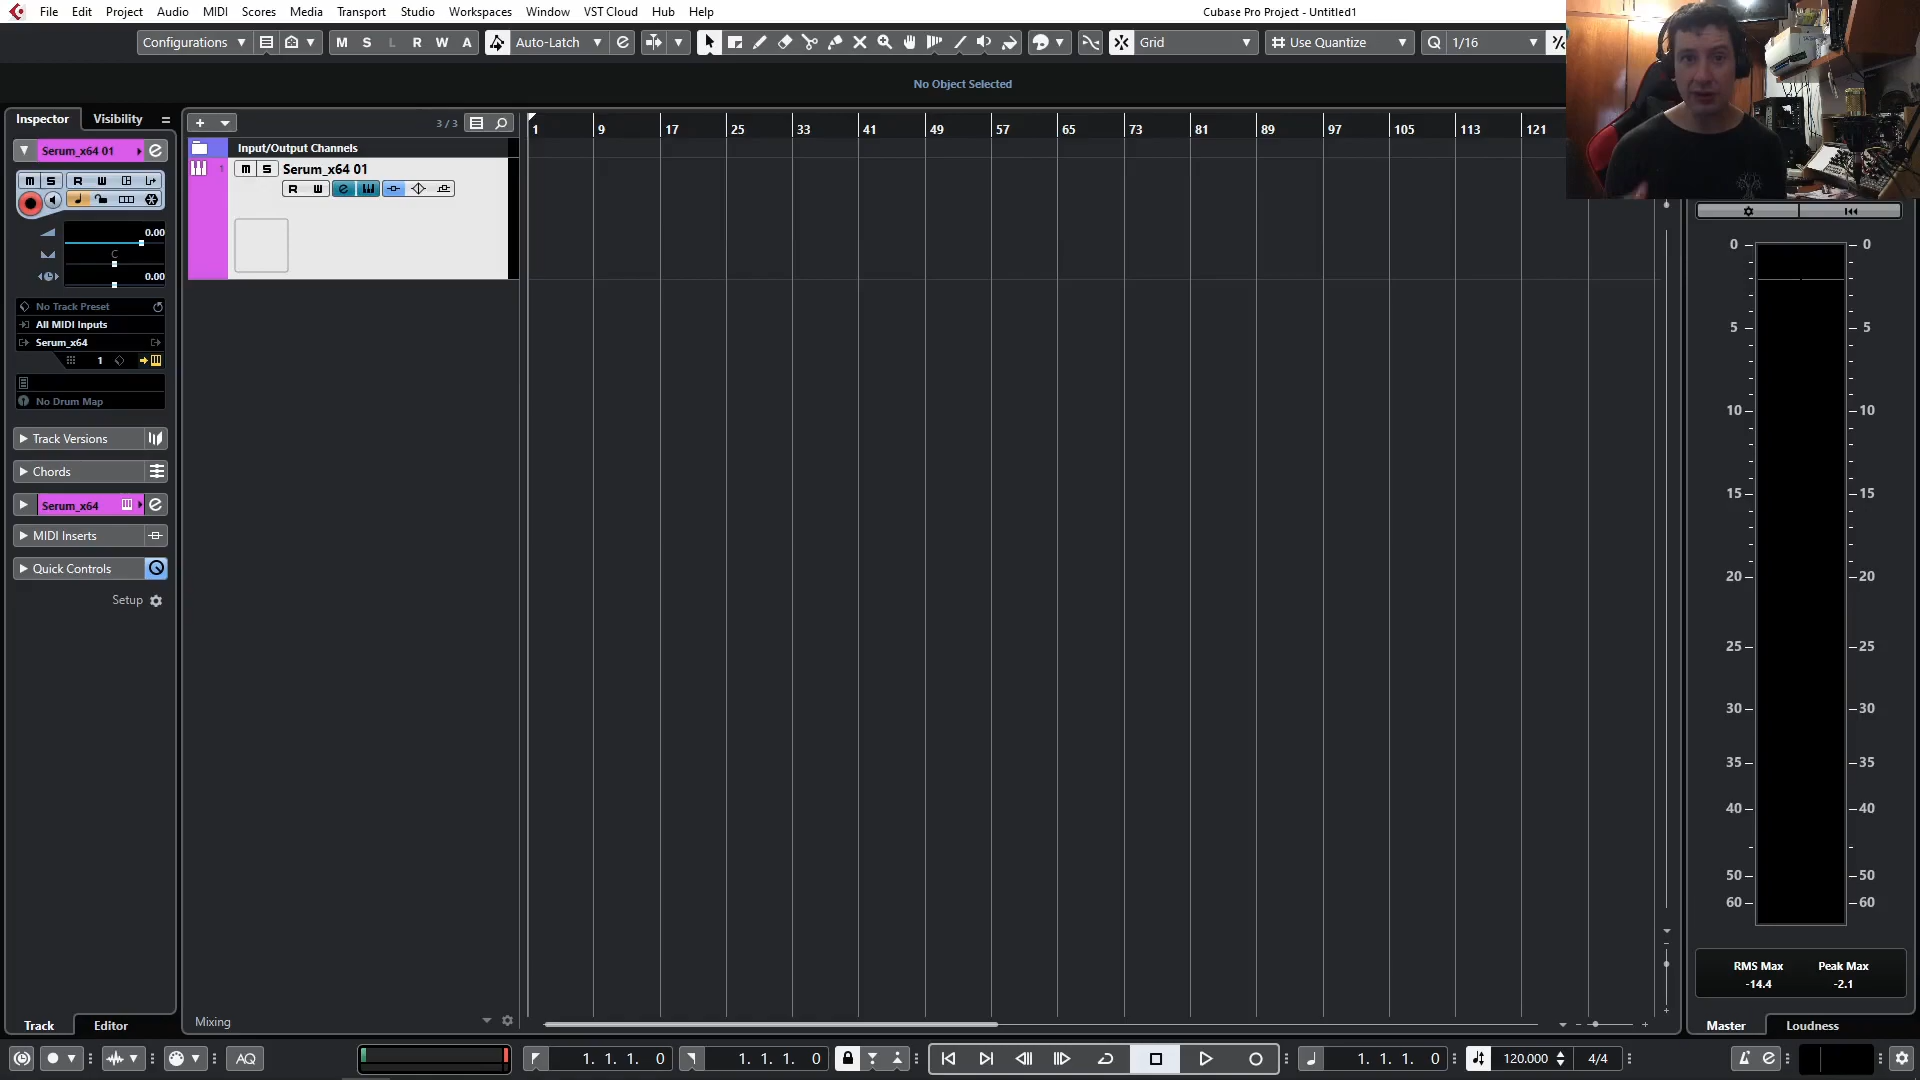 File Edit Project Audio MIDI Scores Media Transport Studio Workspaces Window VST Cloud Hub Help
Cubase Pro Project - Untitled1
Configurations M S L R W A Auto-Latch Grid Use Quantize Q 1/16
No Object Selected
Inspector Visibility
3 / 3
1 9 17 25 33 41 49 57 65 73 81 89 97 105 113 121
Serum_x64 01
Input/Output Channels
1 m S Serum_x64 01
R W
m S R W
0.00
C
0.00
No Track Preset
All MIDI Inputs
Serum_x64
1
No Drum Map
Track Versions
Chords
Serum_x64
MIDI Inserts
Quick Controls
Setup
0 0
5 5
10 10
15 15
20 20
25 25
30 30
35 35
40 40
50 50
60 60
RMS Max Peak Max
-14.4 -2.1
Mixing
Track Editor
Master Loudness
AQ 1. 1. 1. 0 1. 1. 1. 0 1. 1. 1. 0 120.000 4/4